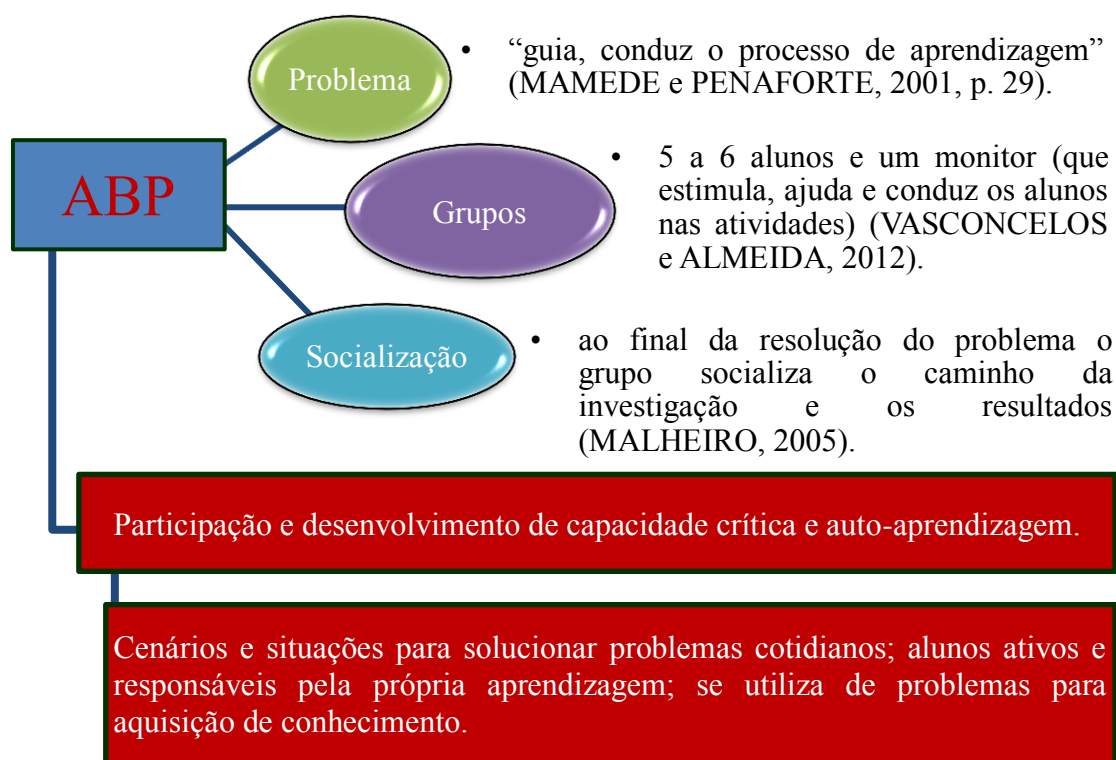 Problema
• “guia, conduz o processo de aprendizagem”
(MAMEDE e PENAFORTE, 2001, p. 29).
ABP
Grupos
• 5 a 6 alunos e um monitor (que
estimula, ajuda e conduz os alunos
nas atividades) (VASCONCELOS
e ALMEIDA, 2012).
Socialização
• ao final da resolução do problema o
grupo socializa o caminho da
investigação e os resultados
(MALHEIRO, 2005).
Participação e desenvolvimento de capacidade crítica e auto-aprendizagem.
Cenários e situações para solucionar problemas cotidianos; alunos ativos e
responsáveis pela própria aprendizagem; se utiliza de problemas para
aquisição de conhecimento.